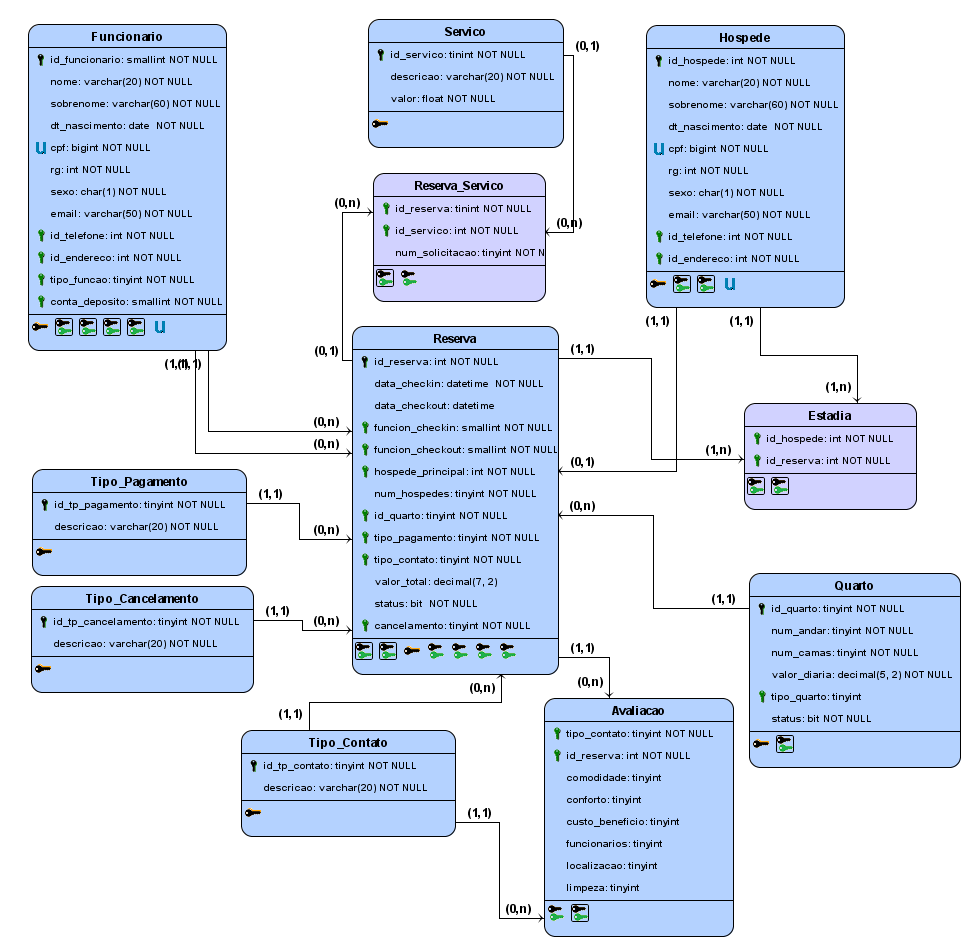 Funcionario
id_funcionario: smallint NOT NULL
nome: varchar(20) NOT NULL
sobrenome: varchar(60) NOT NULL
dt_nascimento: date NOT NULL
U cpf: bigint NOT NULL
rg: int NOT NULL
sexo: char(1) NOT NULL
email: varchar(50) NOT NULL
id_telefone: int NOT NULL
id_endereco: int NOT NULL
tipo_funcao: tinyint NOT NULL
conta_deposito: smallint NOT NULL
U
Servico
id_servico: tinint NOT NULL
descricao: varchar(20) NOT NULL
valor: float NOT NULL
(0,1)
Hospede
id_hospede: int NOT NULL
nome: varchar(20) NOT NULL
sobrenome: varchar(60) NOT NULL
dt_nascimento: date NOT NULL
U cpf: bigint NOT NULL
rg: int NOT NULL
sexo: char(1) NOT NULL
email: varchar(50) NOT NULL
id_telefone: int NOT NULL
id_endereco: int NOT NULL
U
Reserva_Servico
id_reserva: tinint NOT NULL
id_servico: int NOT NULL
num_solicitacao: tinyint NOT N
(0,n)
(0,n)
(0,1)
(1,1)
(1,1)
(1,1)
(1,1)
(1,1)
Reserva
id_reserva: int NOT NULL
data_checkin: datetime NOT NULL
data_checkout: datetime
funcion_checkin: smallint NOT NULL
funcion_checkout: smallint NOT NULL
hospede_principal: int NOT NULL
num_hospedes: tinyint NOT NULL
id_quarto: tinyint NOT NULL
tipo_pagamento: tinyint NOT NULL
tipo_contato: tinyint NOT NULL
valor_total: decimal(7, 2)
status: bit NOT NULL
cancelamento: tinyint NOT NULL
(1,n)
Estadia
id_hospede: int NOT NULL
id_reserva: int NOT NULL
(0,n)
(0,n)
(1,n)
(0,1)
(0,n)
Tipo_Pagamento
id_tp_pagamento: tinyint NOT NULL
descricao: varchar(20) NOT NULL
(1,1)
(0,n)
Tipo_Cancelamento
id_tp_cancelamento: tinyint NOT NULL
descricao: varchar(20) NOT NULL
(1,1)
(0,n)
(1,1)
Quarto
id_quarto: tinyint NOT NULL
num_andar: tinyint NOT NULL
num_camas: tinyint NOT NULL
valor_diaria: decimal(5, 2) NOT NULL
tipo_quarto: tinyint
status: bit NOT NULL
(1,1)
(0,n)
(0,n)
(1,1)
Tipo_Contato
id_tp_contato: tinyint NOT NULL
descricao: varchar(20) NOT NULL
(1,1)
(0,n)
Avaliacao
tipo_contato: tinyint NOT NULL
id_reserva: int NOT NULL
comodidade: tinyint
conforto: tinyint
custo_beneficio: tinyint
funcionarios: tinyint
localizacao: tinyint
limpeza: tinyint